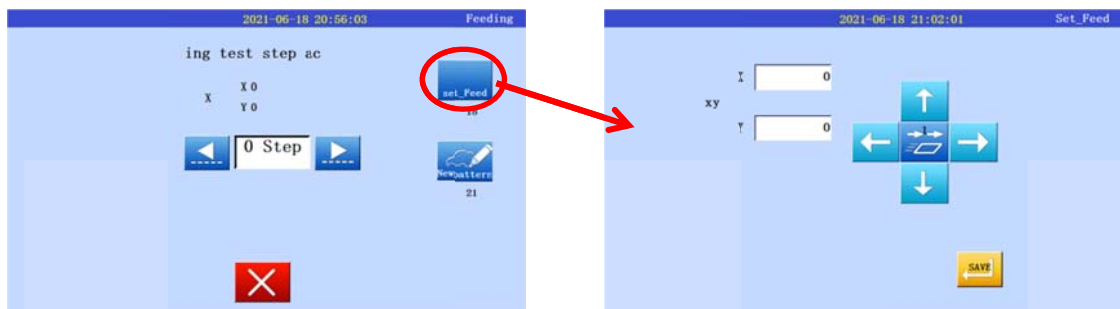 2021-06-18 20:56:03 Feeding
ing test step ac
X 0
X
Y 0
set_Feed
0 Step
Newpattern
21
2021-06-18 21:02:01 Set_Feed
X 0
xy
Y 0
SAVE